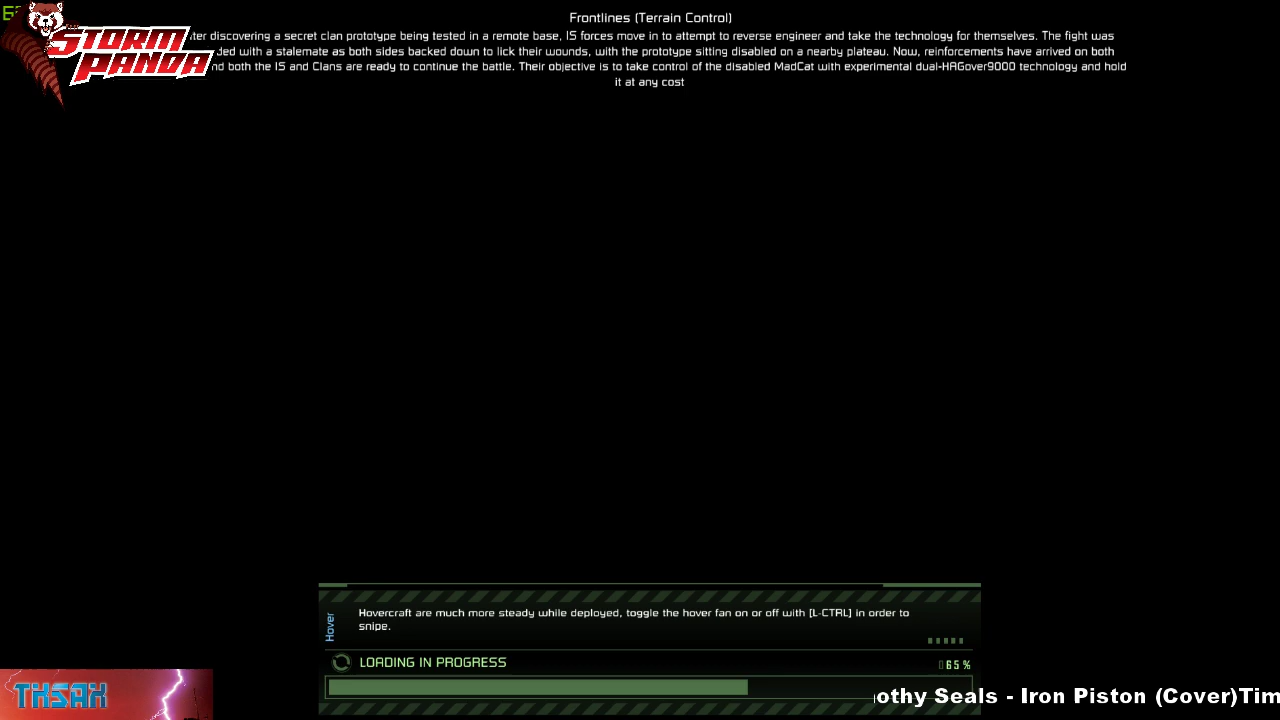 Frontlines (Terrain Control)
ter discovering a secret clan prototype being tested in a remote base, IS forces move in to attempt to reverse engineer and take the technology for themselves. The fight was
ded with a stalemate as both sides backed down to lick their wounds, with the prototype sitting disabled on a nearby plateau. Now, reinforcements have arrived on both
nd both the IS and Clans are ready to continue the battle. Their objective is to take control of the disabled MadCat with experimental dual-HAGover9000 technology and hold
it at any cost
STORM
PANDA
Hover
Hovercraft are much more steady while deployed, toggle the hover fan on or off with [L-CTRL] in order to
snipe.
LOADING IN PROGRESS
65%
othy Seals - Iron Piston (Cover)Tim